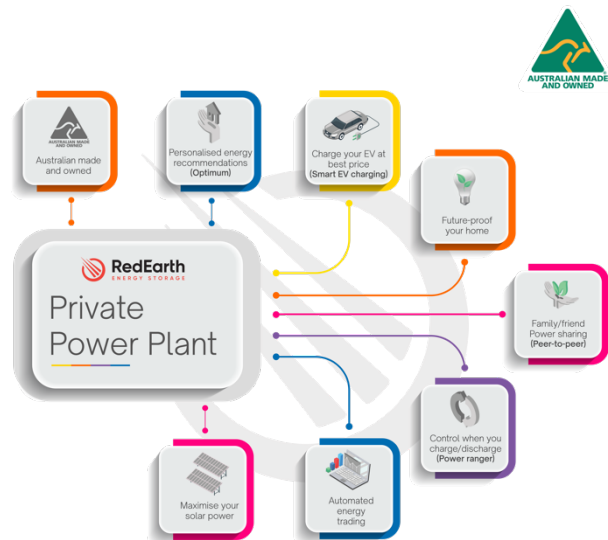 AUSTRALIAN MADE
AND OWNED
AUSTRALIAN MADE
AND OWNED
Australian made
and owned
Personalised energy
recommendations
(Optimum)
Charge your EV at
best price
(Smart EV charging)
Future-proof
your home
RedEarth
ENERGY STORAGE
Private
Power Plant
Family/friend
Power sharing
(Peer-to-peer)
Control when you
charge/discharge
(Power ranger)
Maximise your
solar power
Automated
energy
trading